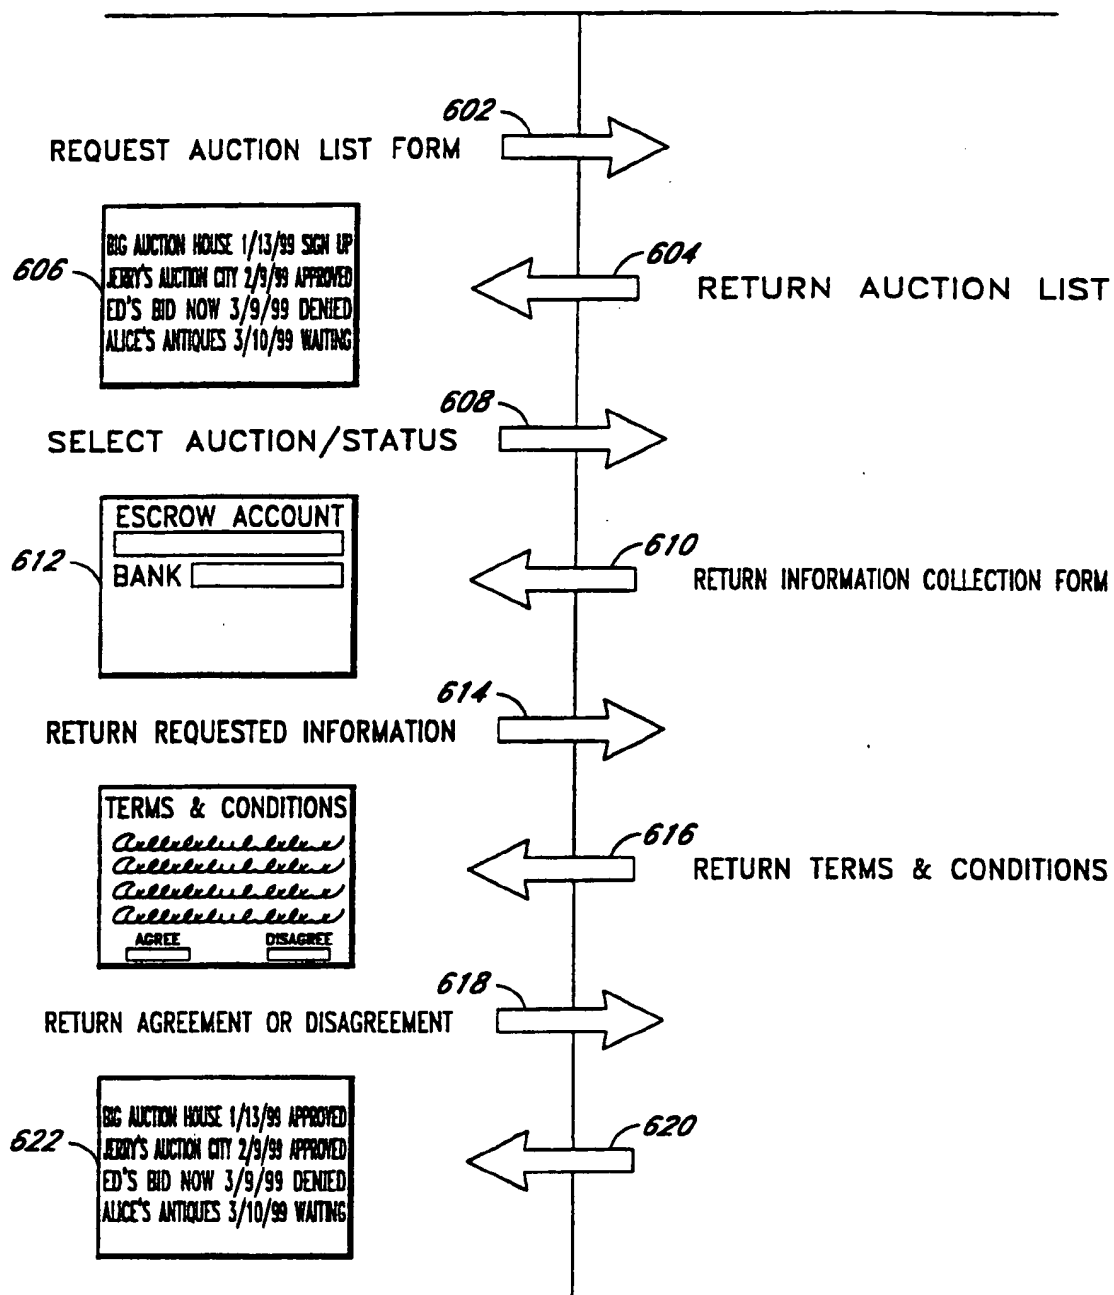 602
REQUEST AUCTION LIST FORM
BIG AUCTION HOUSE 1/13/99 SIGN UP
JERRY'S AUCTION CITY 2/9/99 APPROVED
ED'S BID NOW 3/9/99 DENIED
ALICE'S ANTIQUES 3/10/99 WAITING
606
604
RETURN AUCTION LIST
608
SELECT AUCTION/STATUS
ESCROW ACCOUNT
BANK
612
610
RETURN INFORMATION COLLECTION FORM
614
RETURN REQUESTED INFORMATION
TERMS & CONDITIONS
AGREE DISAGREE
616
RETURN TERMS & CONDITIONS
618
RETURN AGREEMENT OR DISAGREEMENT
BIG AUCTION HOUSE 1/13/99 APPROVED
JERRY'S AUCTION CITY 2/9/99 APPROVED
ED'S BID NOW 3/9/99 DENIED
ALICE'S ANTIQUES 3/10/99 WAITING
622
620